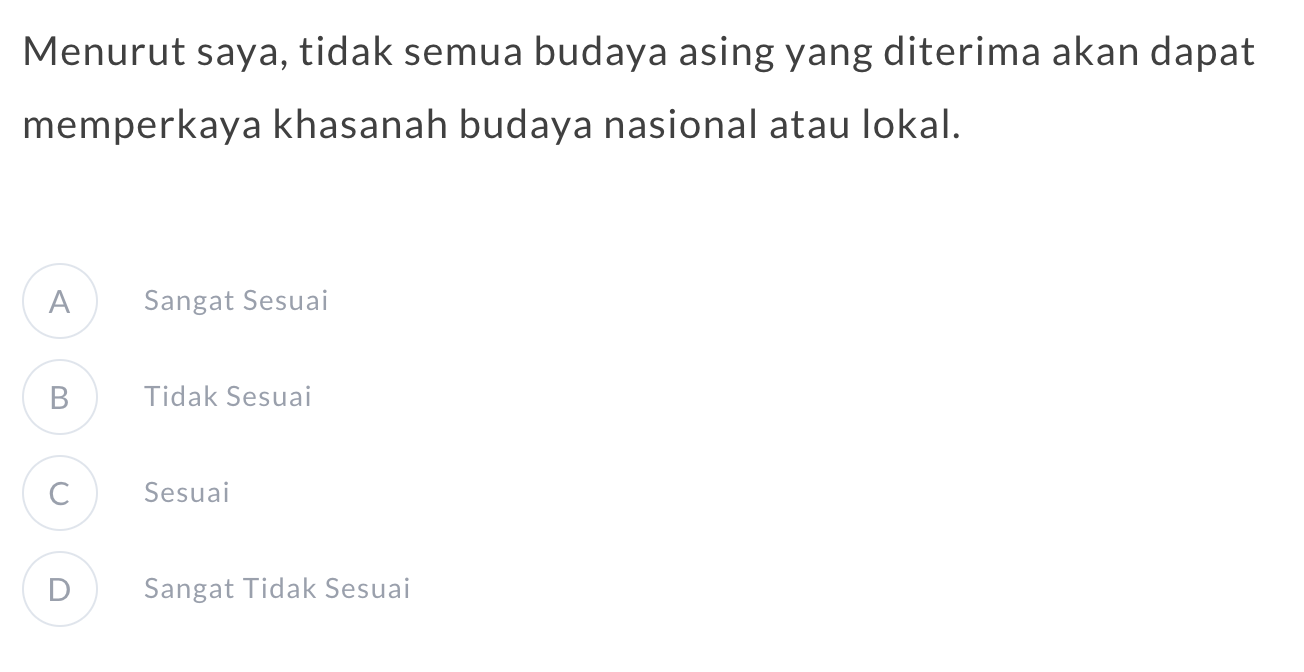 Menurut saya, tidak semua budaya asing yang diterima akan dapat
memperkaya khasanah budaya nasional atau lokal.
A Sangat Sesuai
B Tidak Sesuai
C Sesuai
D Sangat Tidak Sesuai